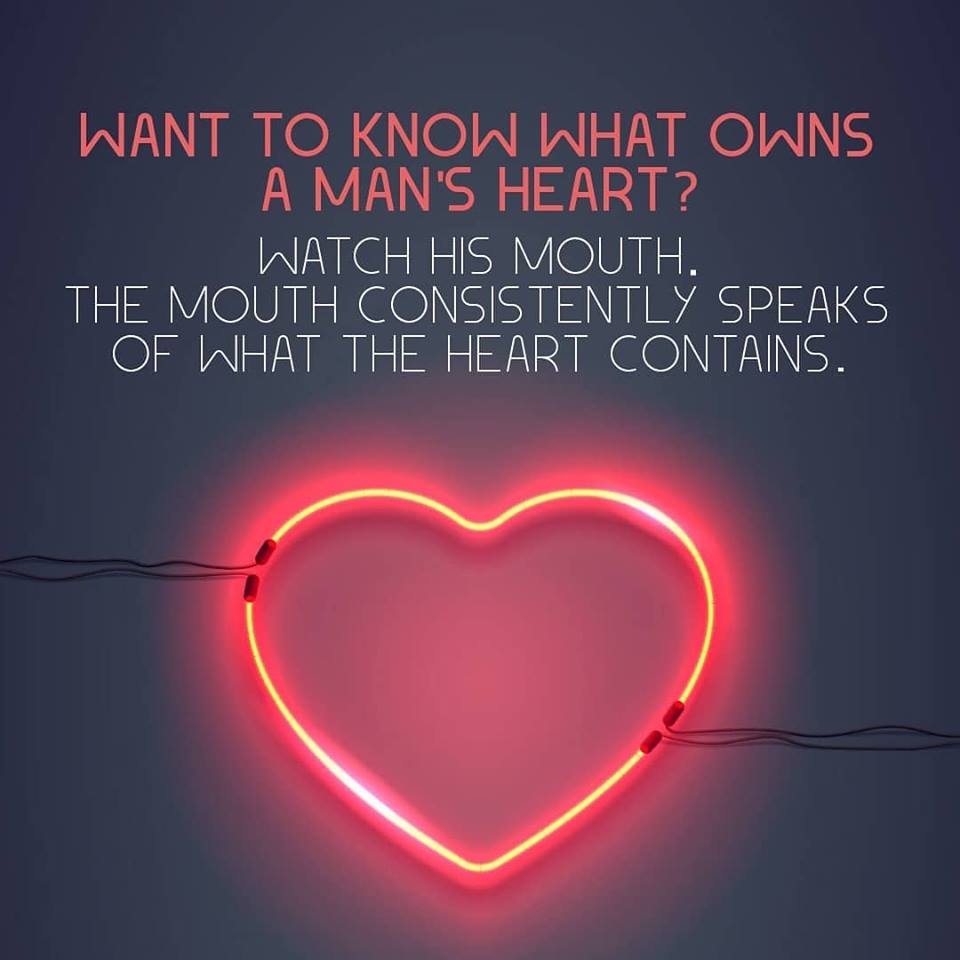 WANT TO KNOW WHAT OWNS
A MAN'S HEART?
WATCH HIS MOUTH.
THE MOUTH CONSISTENTLY SPEAKS
OF WHAT THE HEART CONTAINS.